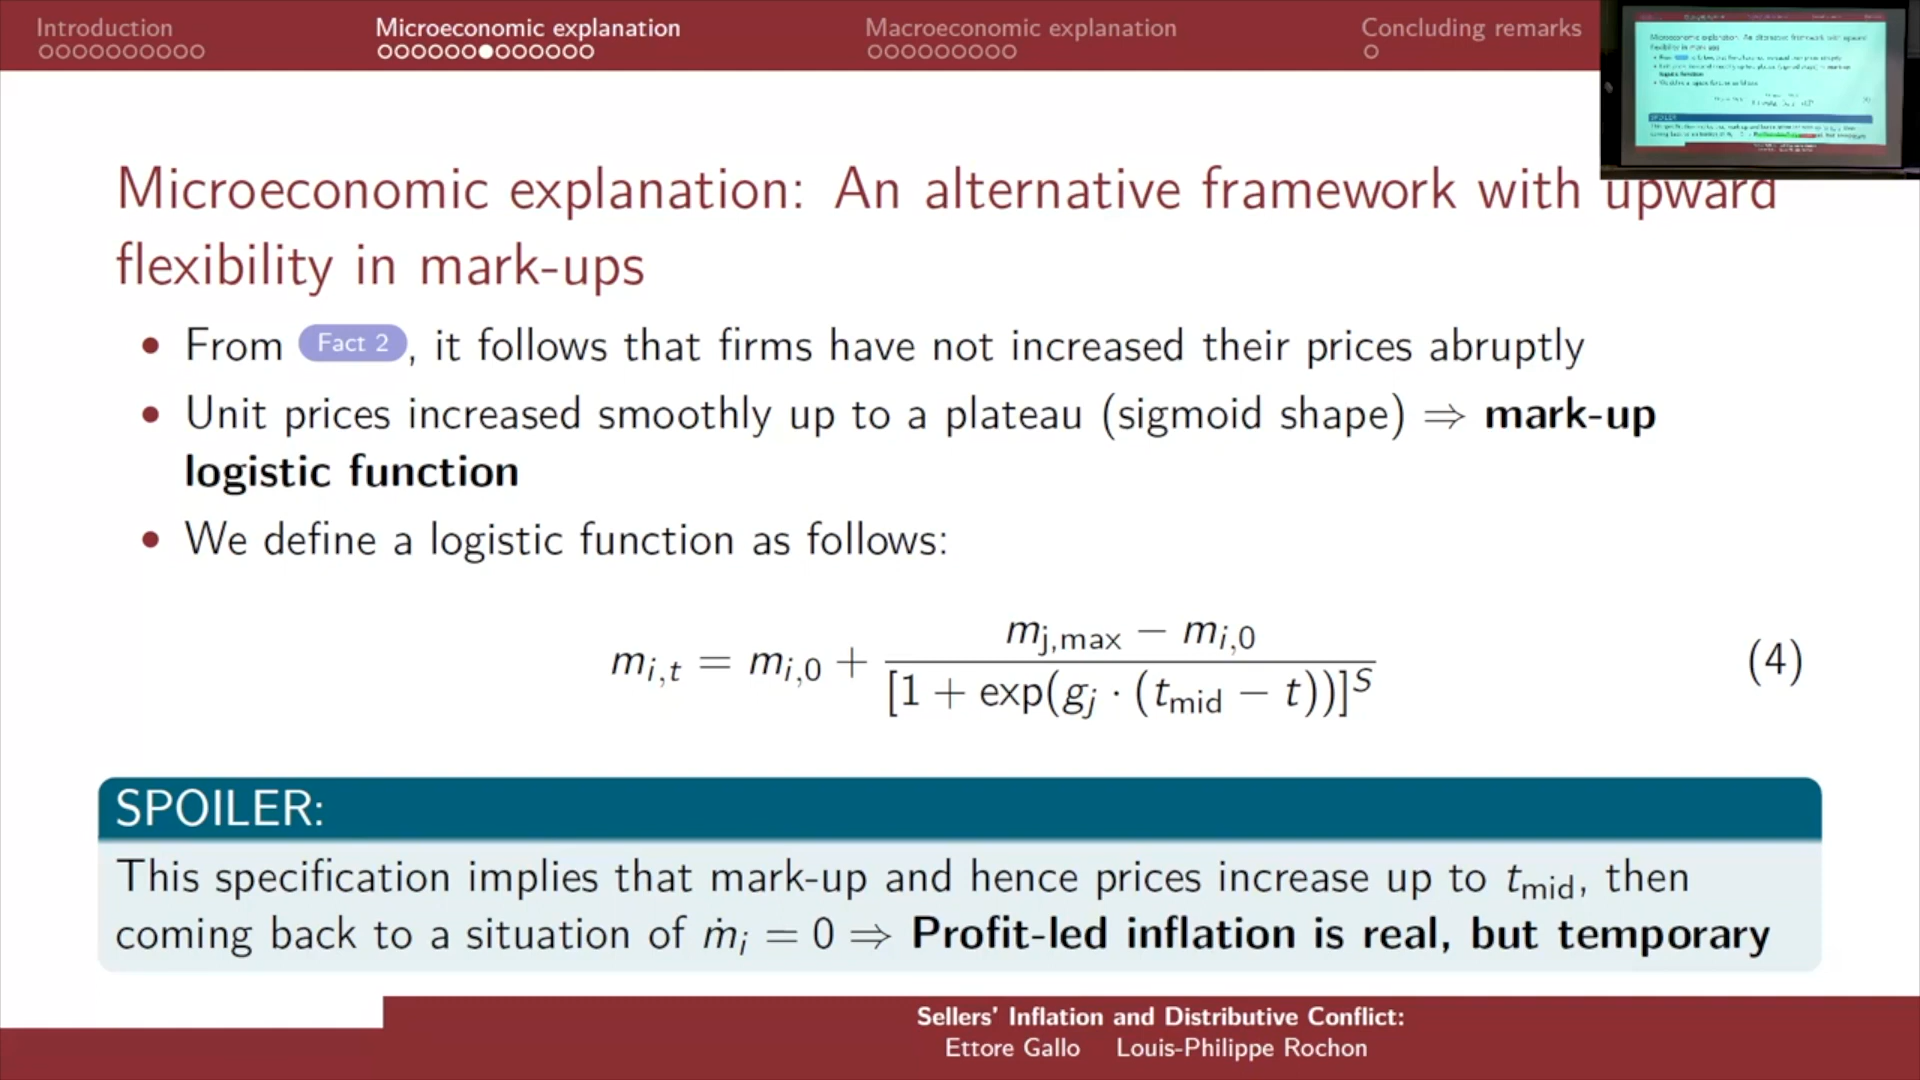 Introduction
Microeconomic explanation
Macroeconomic explanation
Concluding remarks
Microeconomic explanation: An alternative framework with upward
flexibility in mark-ups
• From Fact 2, it follows that firms have not increased their prices abruptly
• Unit prices increased smoothly up to a plateau (sigmoid shape) ⇒ mark-up
logistic function
• We define a logistic function as follows:
m_{i,t} = m_{i,0} + \frac{m_{j,max} − m_{i,0}}{[1 + exp(g_j · (t_{mid} − t))]^S} (4)
SPOILER:
This specification implies that mark-up and hence prices increase up to t_{mid}, then
coming back to a situation of ṁ_i = 0 ⇒ Profit-led inflation is real, but temporary
Sellers' Inflation and Distributive Conflict:
Ettore Gallo Louis-Philippe Rochon